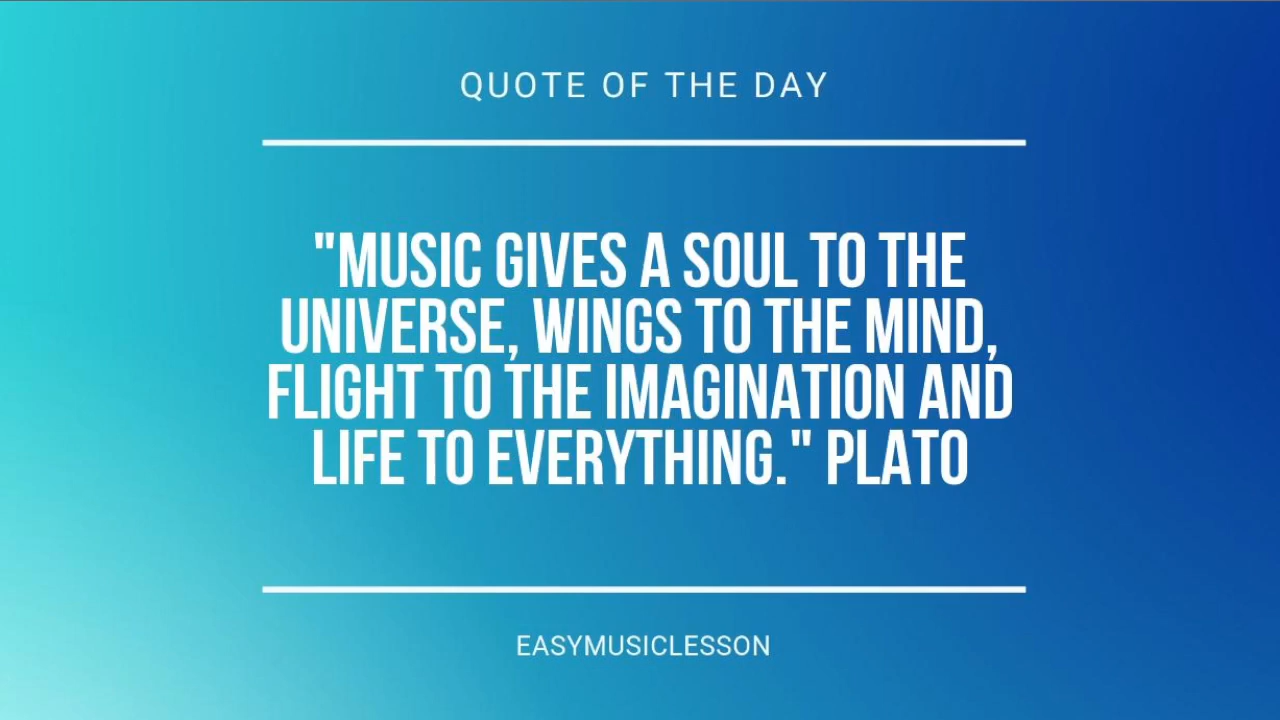 QUOTE OF THE DAY
"MUSIC GIVES A SOUL TO THE
UNIVERSE, WINGS TO THE MIND,
FLIGHT TO THE IMAGINATION AND
LIFE TO EVERYTHING." PLATO
EASYMUSICLESSON